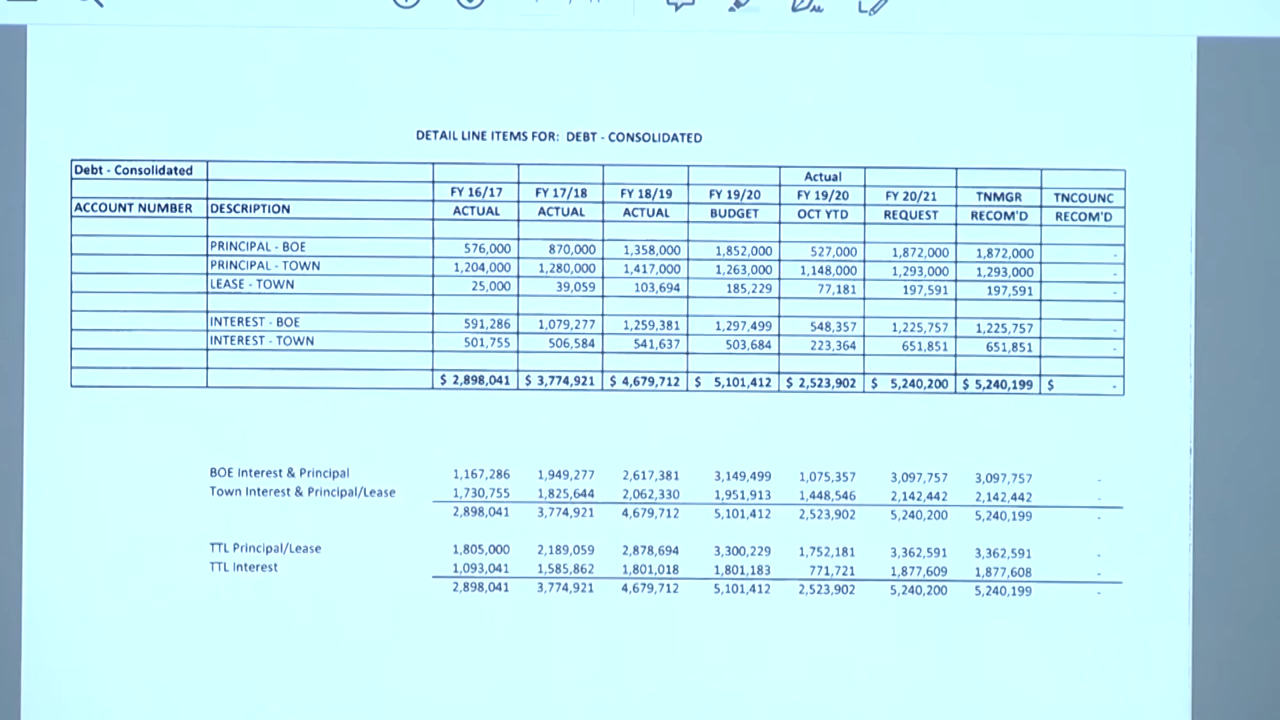 DETAIL LINE ITEMS FOR: DEBT - CONSOLIDATED
Debt - Consolidated Actual
FY 16/17 FY 17/18 FY 18/19 FY 19/20 FY 19/20 FY 20/21 TNMGR TNCOUNC
ACCOUNT NUMBER DESCRIPTION ACTUAL ACTUAL ACTUAL BUDGET OCT YTD REQUEST RECOM'D RECOM'D
PRINCIPAL - BOE 576,000 870,000 1,358,000 1,852,000 527,000 1,872,000 1,872,000 -
PRINCIPAL - TOWN 1,204,000 1,280,000 1,417,000 1,263,000 1,148,000 1,293,000 1,293,000 -
LEASE - TOWN 25,000 39,059 103,694 185,229 77,181 197,591 197,591 -
INTEREST - BOE 591,286 1,079,277 1,259,381 1,297,499 548,357 1,225,757 1,225,757 -
INTEREST - TOWN 501,755 506,584 541,637 503,684 223,364 651,851 651,851 -
$ 2,898,041 $ 3,774,921 $ 4,679,712 $ 5,101,412 $ 2,523,902 $ 5,240,200 $ 5,240,199 $ -
BOE Interest & Principal 1,167,286 1,949,277 2,617,381 3,149,499 1,075,357 3,097,757 3,097,757 -
Town Interest & Principal/Lease 1,730,755 1,825,644 2,062,330 1,951,913 1,448,546 2,142,442 2,142,442 -
2,898,041 3,774,921 4,679,712 5,101,412 2,523,902 5,240,200 5,240,199 -
TTL Principal/Lease 1,805,000 2,189,059 2,878,694 3,300,229 1,752,181 3,362,591 3,362,591 -
TTL Interest 1,093,041 1,585,862 1,801,018 1,801,183 771,721 1,877,609 1,877,608 -
2,898,041 3,774,921 4,679,712 5,101,412 2,523,902 5,240,200 5,240,199 -